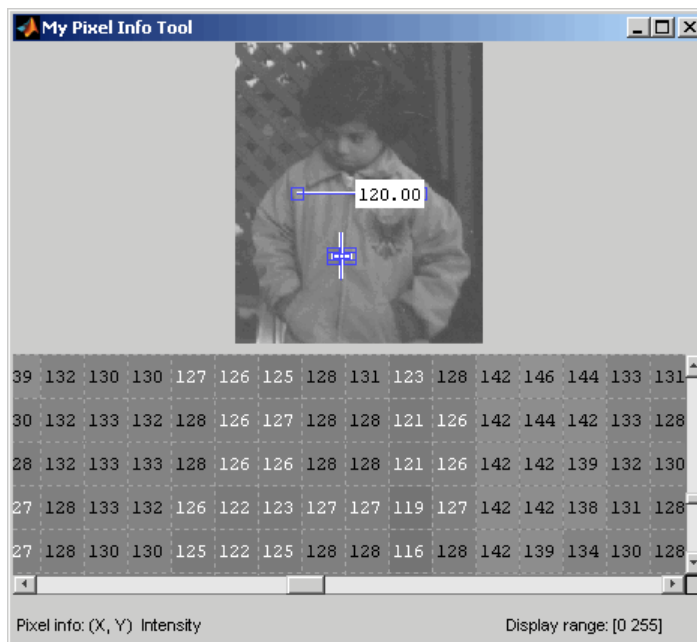 My Pixel Info Tool
120.00
39 132 130 130 127 126 125 128 131 123 128 142 146 144 133 131
30 132 133 132 128 126 127 128 128 121 126 142 144 142 133 128
28 132 133 133 128 126 126 128 128 121 126 142 142 139 132 130
27 128 133 132 126 122 123 127 127 119 127 142 142 138 131 128
27 128 130 130 125 122 125 128 128 116 128 142 139 134 130 128
Pixel info: (X, Y) Intensity Display range: [0 255]